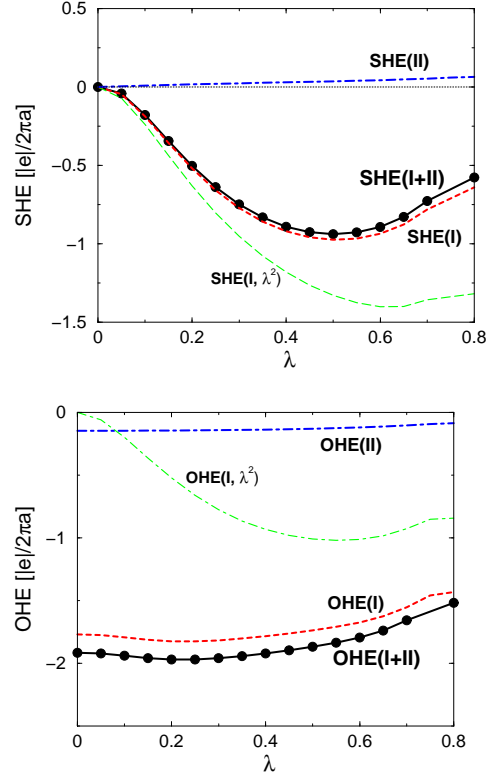 0.5
SHE(II)
0
SHE [|e|/2πa]
−0.5
SHE(I+II)
SHE(I)
−1
SHE(I, λ²)
−1.5
0 0.2 0.4 0.6 0.8
λ
0
OHE(II)
OHE(I, λ²)
−1
OHE [|e|/2πa]
OHE(I)
OHE(I+II)
−2
0 0.2 0.4 0.6 0.8
λ